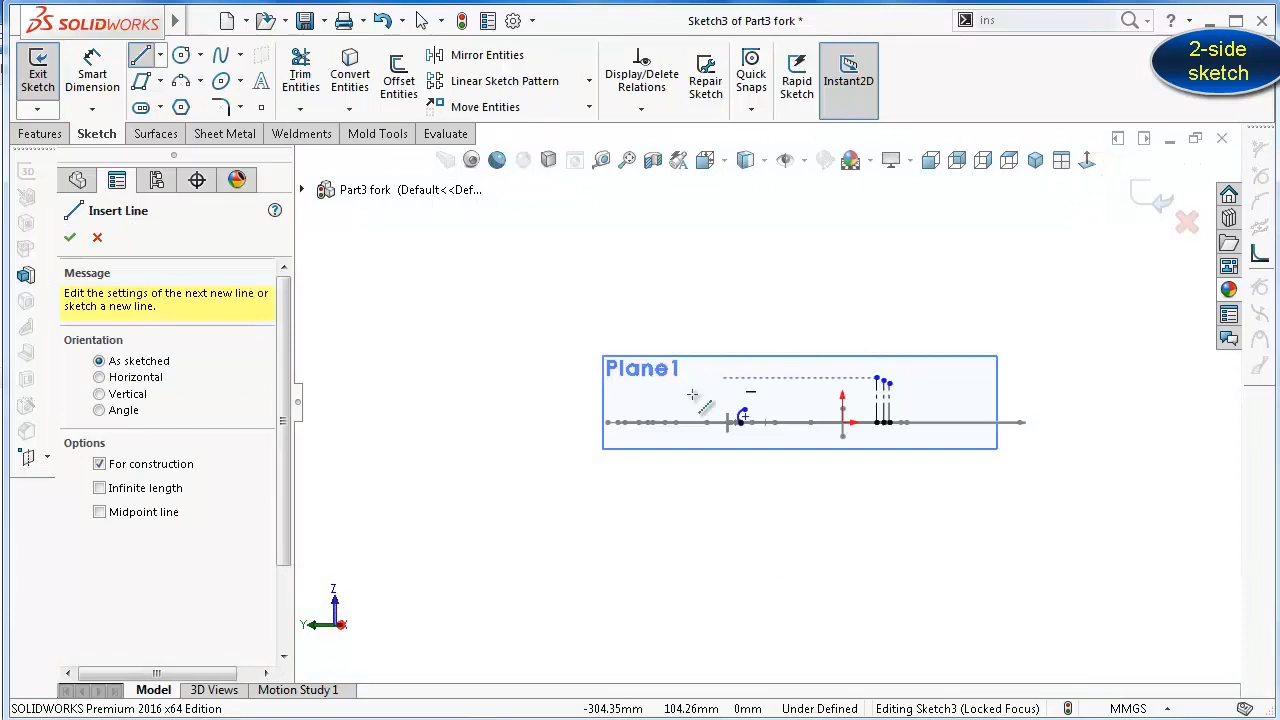 SOLIDWORKS
Sketch3 of Part3 fork *
ins
2-side
sketch
Exit
Sketch
Smart
Dimension
Trim
Entities
Convert
Entities
Offset
Entities
Mirror Entities
Linear Sketch Pattern
Move Entities
Display/Delete
Relations
Repair
Sketch
Quick
Snaps
Rapid
Sketch
Instant2D
Features
Sketch
Surfaces
Sheet Metal
Weldments
Mold Tools
Evaluate
Part3 fork (Default<<Def...
Insert Line
Message
Edit the settings of the next new line or
sketch a new line.
Orientation
As sketched
Horizontal
Vertical
Angle
Options
For construction
Infinite length
Midpoint line
Plane1
Z
Y
X
Model
3D Views
Motion Study 1
SOLIDWORKS Premium 2016 x64 Edition
-304.35mm
104.26mm
0mm
Under Defined
Editing Sketch3 (Locked Focus)
MMGS